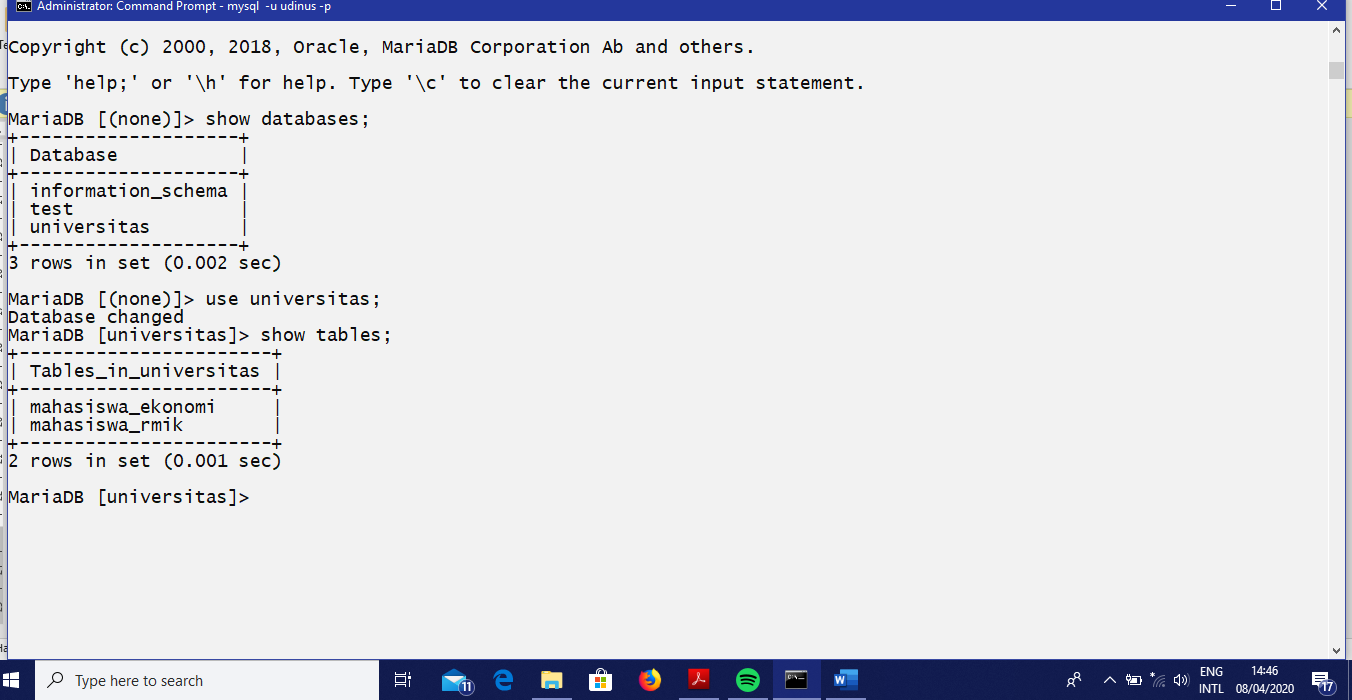 Administrator: Command Prompt - mysql  -u udinus -p
Copyright (c) 2000, 2018, Oracle, MariaDB Corporation Ab and others.
Type 'help;' or '\h' for help. Type '\c' to clear the current input statement.
MariaDB [(none)]> show databases;
+--------------------+
| Database           |
+--------------------+
| information_schema |
| test               |
| universitas        |
+--------------------+
3 rows in set (0.002 sec)
MariaDB [(none)]> use universitas;
Database changed
MariaDB [universitas]> show tables;
+-----------------------+
| Tables_in_universitas |
+-----------------------+
| mahasiswa_ekonomi     |
| mahasiswa_rmik        |
+-----------------------+
2 rows in set (0.001 sec)
MariaDB [universitas]>
Type here to search
11
W
ENG
INTL
14:46
08/04/2020
17